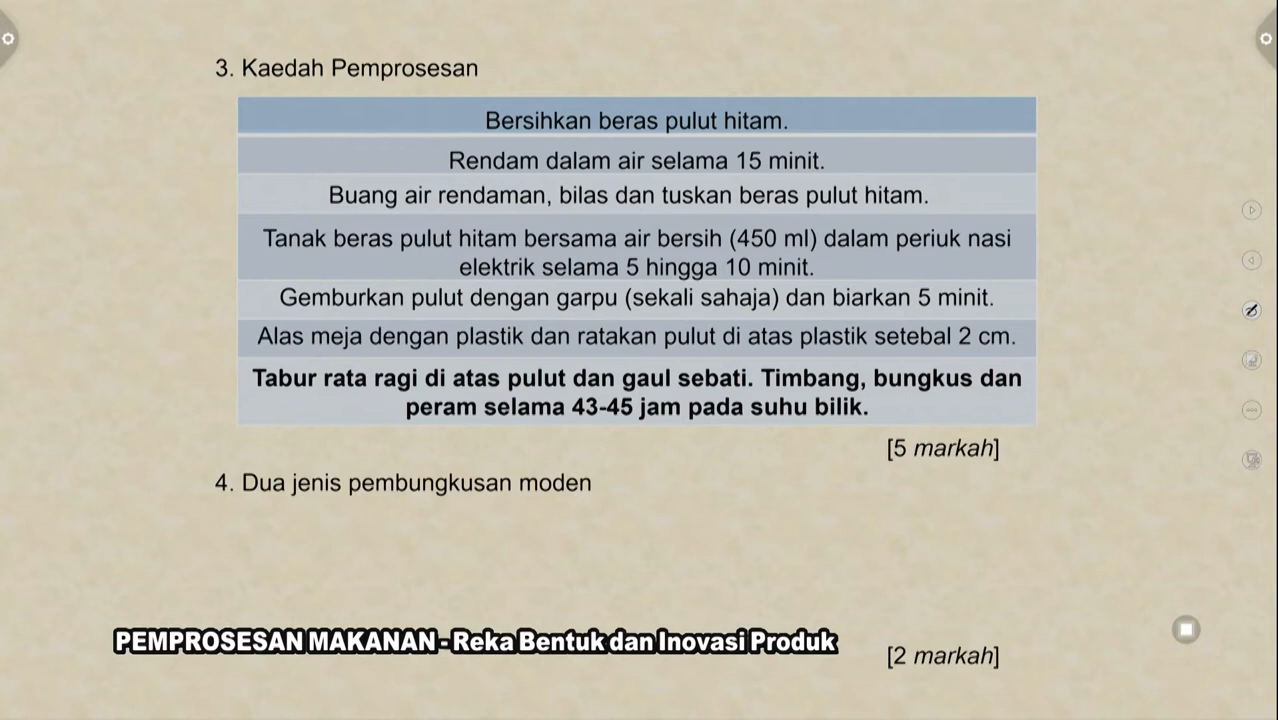 3. Kaedah Pemprosesan
Bersihkan beras pulut hitam.
Rendam dalam air selama 15 minit.
Buang air rendaman, bilas dan tuskan beras pulut hitam.
Tanak beras pulut hitam bersama air bersih (450 ml) dalam periuk nasi
elektrik selama 5 hingga 10 minit.
Gemburkan pulut dengan garpu (sekali sahaja) dan biarkan 5 minit.
Alas meja dengan plastik dan ratakan pulut di atas plastik setebal 2 cm.
Tabur rata ragi di atas pulut dan gaul sebati. Timbang, bungkus dan
peram selama 43-45 jam pada suhu bilik.
[5 markah]
4. Dua jenis pembungkusan moden
PEMPROSESAN MAKANAN - Reka Bentuk dan Inovasi Produk
[2 markah]